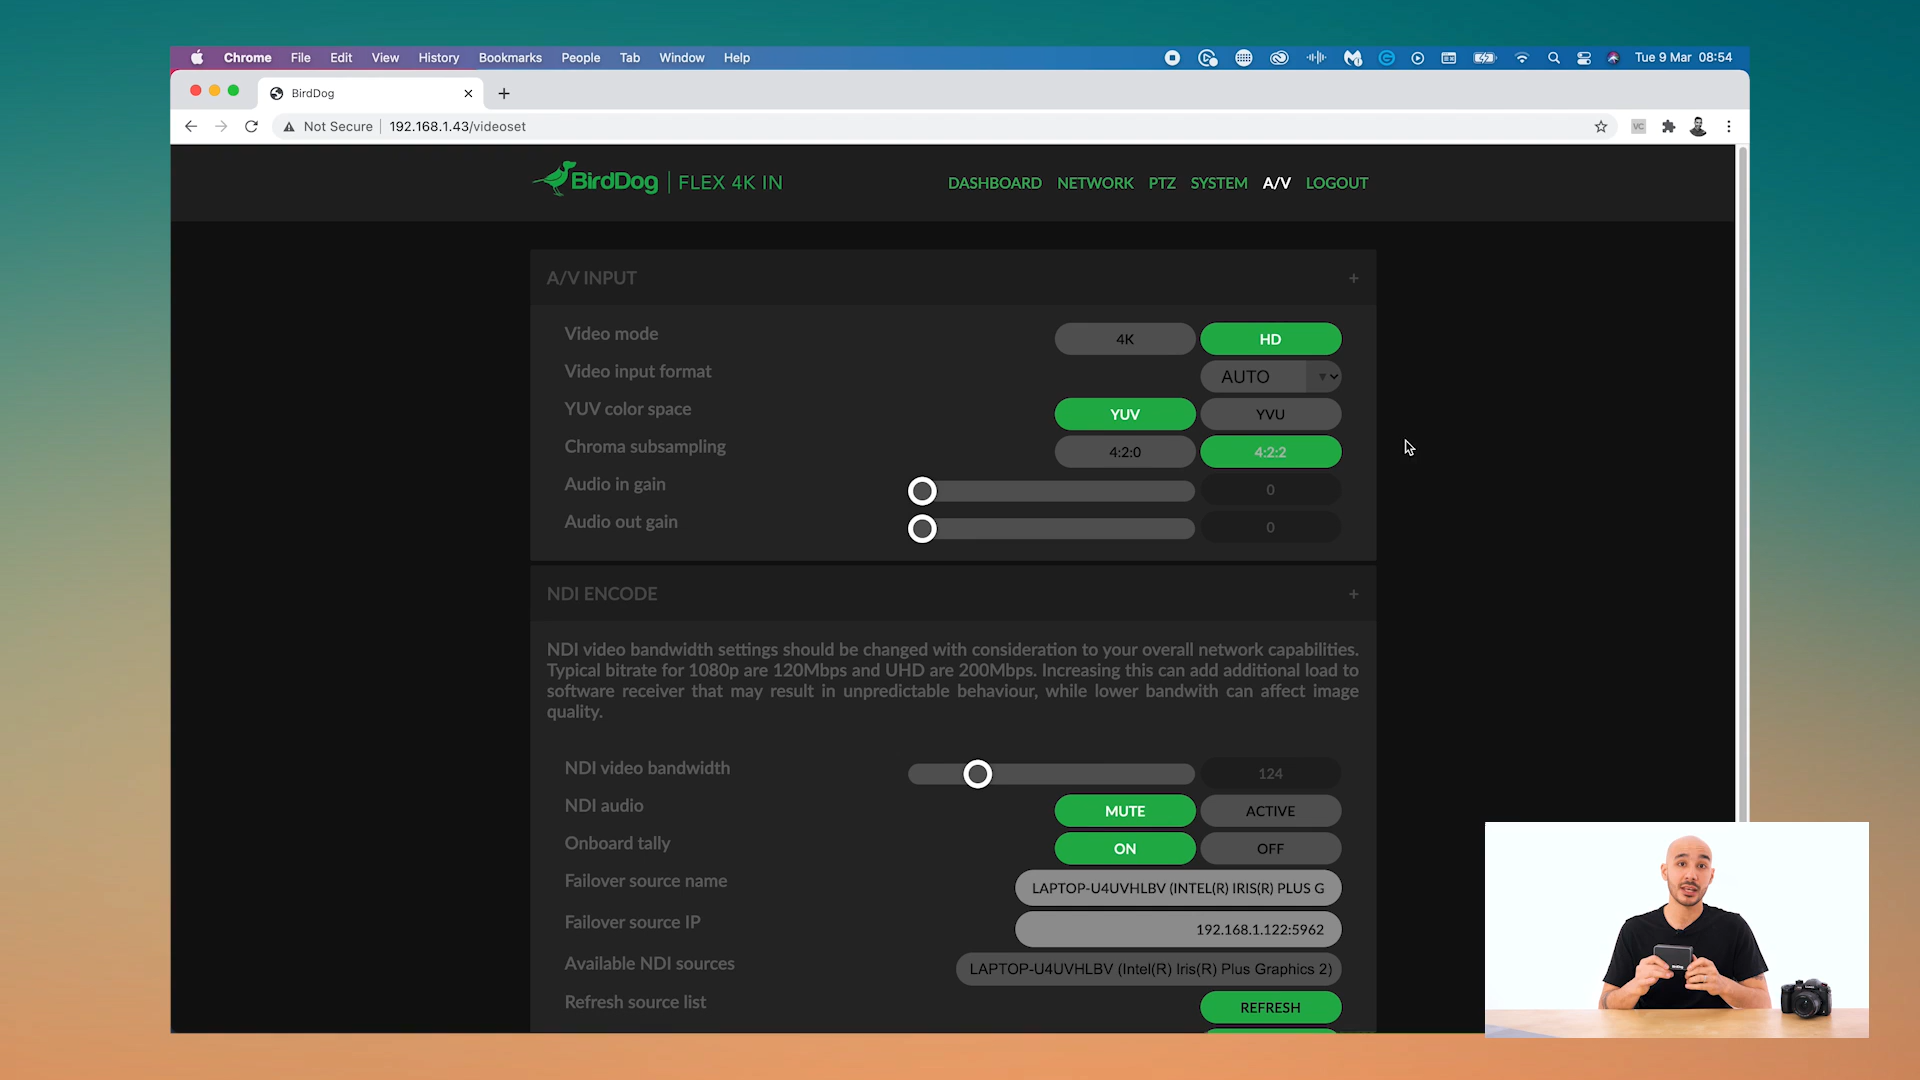 Chrome File Edit View History Bookmarks People Tab Window Help Tue 9 Mar 08:54
BirdDog
Not Secure 192.168.1.43/videoset VC
BirdDog FLEX 4K IN DASHBOARD NETWORK PTZ SYSTEM A/V LOGOUT
A/V INPUT +
Video mode 4K HD
Video input format AUTO
YUV color space YUV YVU
Chroma subsampling 4:2:0 4:2:2
Audio in gain 0
Audio out gain 0
NDI ENCODE +
NDI video bandwidth settings should be changed with consideration to your overall network capabilities.
Typical bitrate for 1080p are 120Mbps and UHD are 200Mbps. Increasing this can add additional load to
software receiver that may result in unpredictable behaviour, while lower bandwith can affect image
quality.
NDI video bandwidth 124
NDI audio MUTE ACTIVE
Onboard tally ON OFF
Failover source name LAPTOP-U4UVHLBV (INTEL(R) IRIS(R) PLUS G
Failover source IP 192.168.1.122:5962
Available NDI sources LAPTOP-U4UVHLBV (Intel(R) Iris(R) Plus Graphics 2)
Refresh source list REFRESH